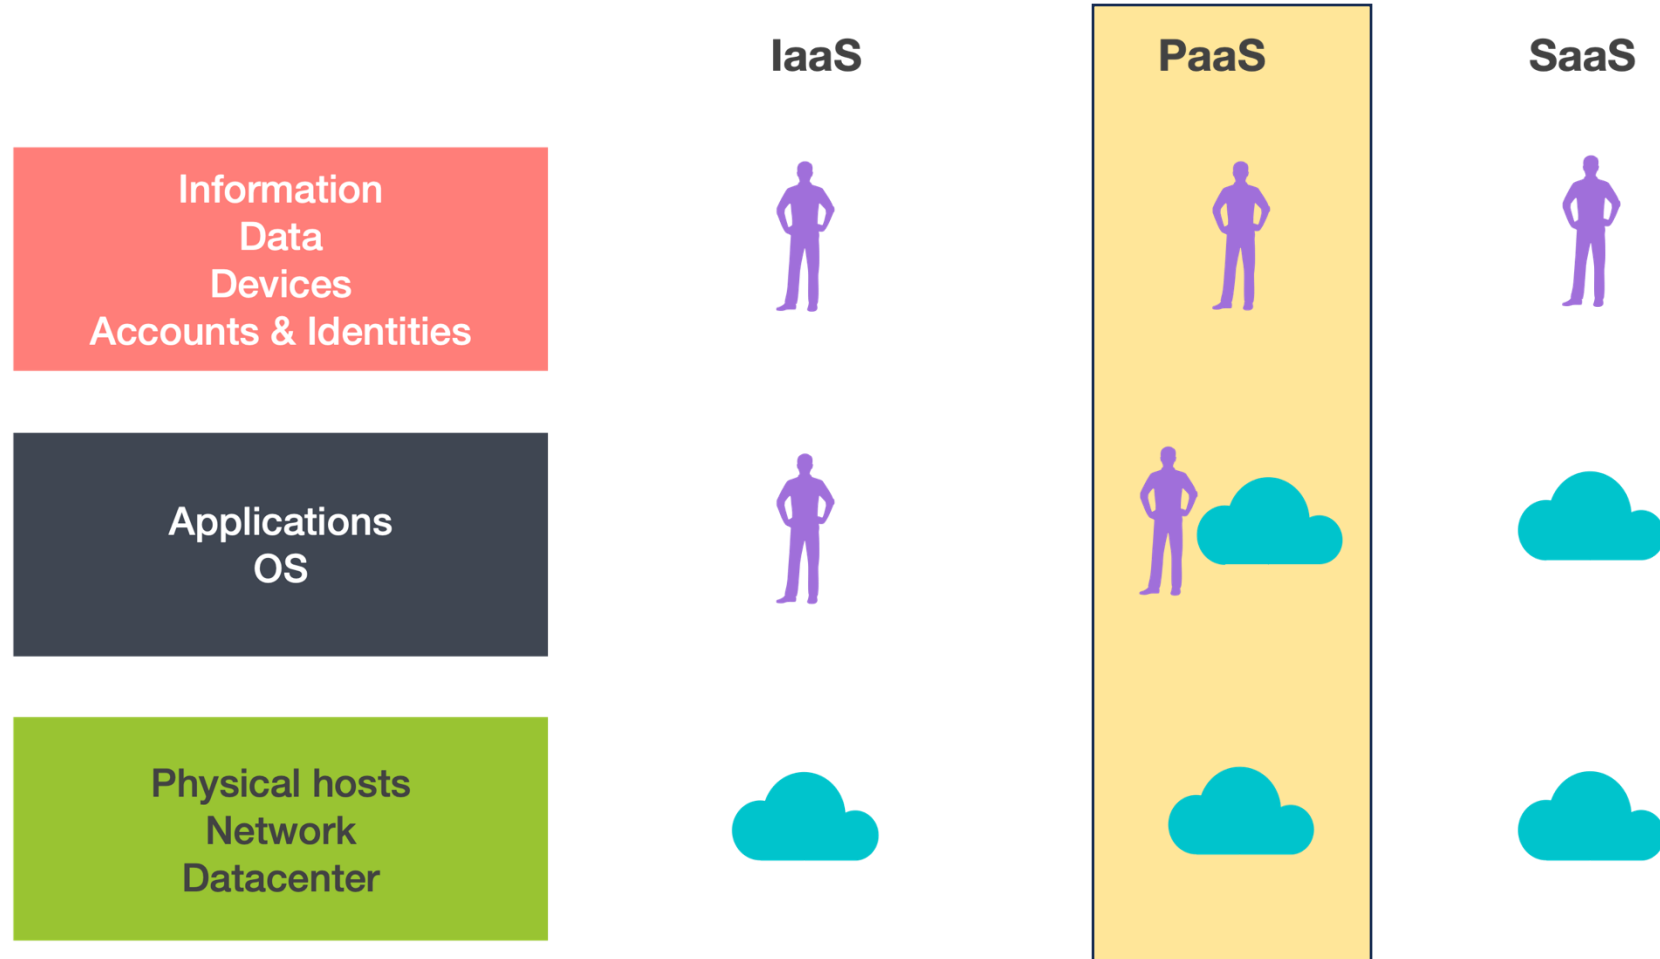 IaaS PaaS SaaS
Information
Data
Devices
Accounts & Identities
Applications
OS
Physical hosts
Network
Datacenter